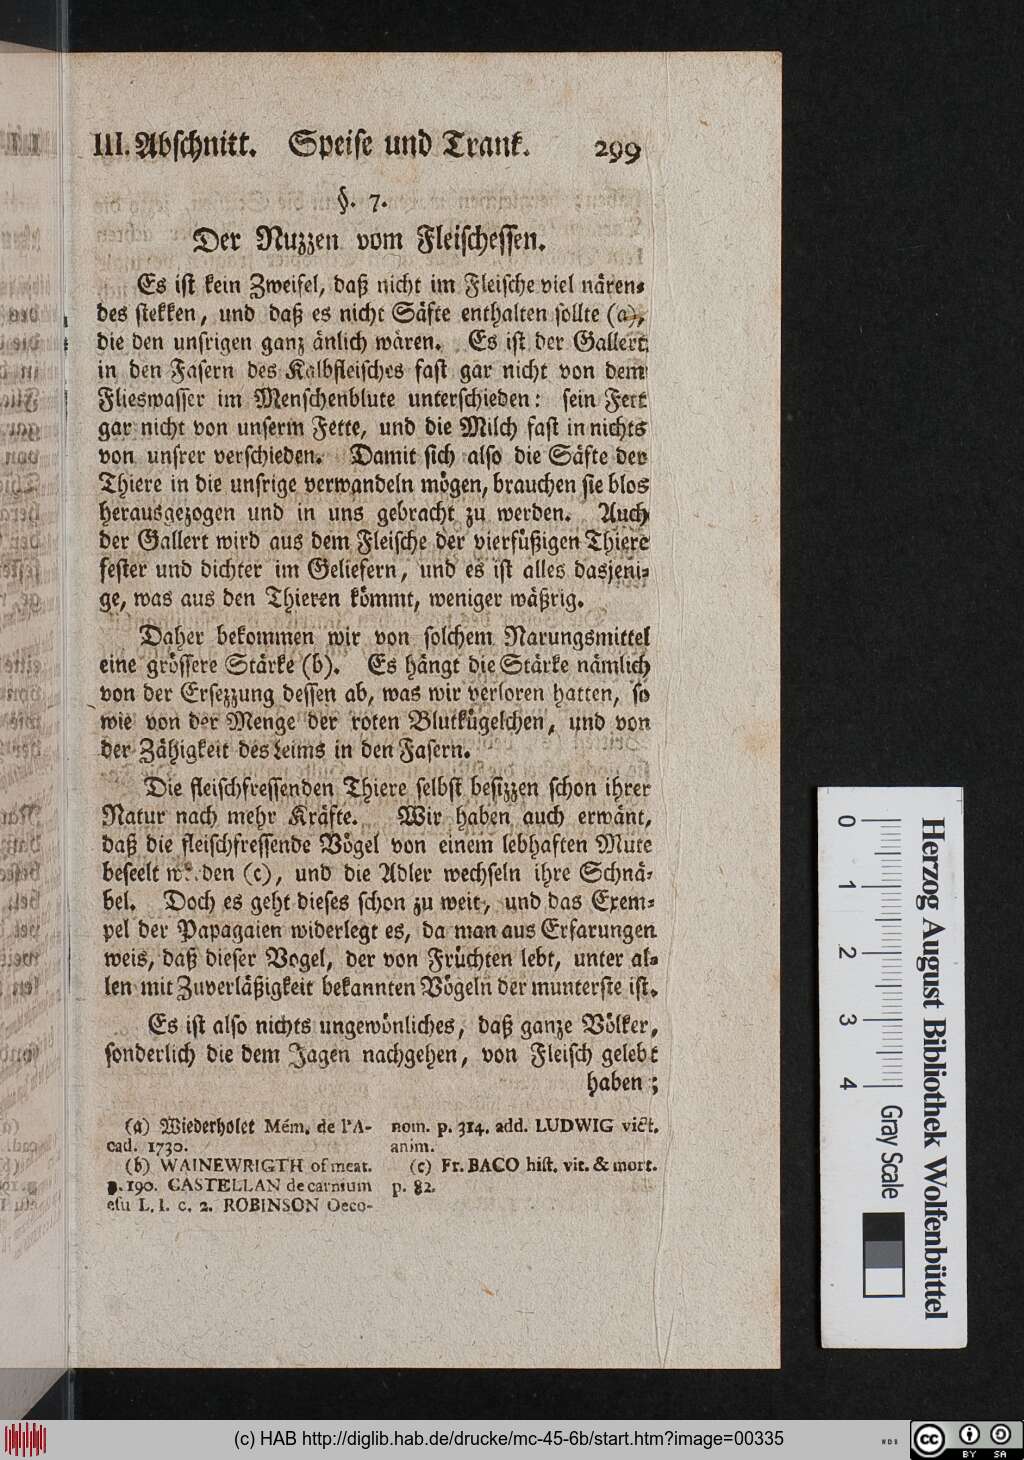 III. Abschnitt. Speise und Trank. 299
§. 7.
Der Nuzzen vom Fleischessen.
Es ist kein Zweifel, daß nicht im Fleische viel nären-
des stekken, und daß es nicht Säfte enthalten sollte (a),
die den unsrigen ganz änlich wären. Es ist der Gallert
in den Fasern des Kalbfleisches fast gar nicht von dem
Flieswasser im Menschenblute unterschieden: sein Fett
gar nicht von unserm Fette, und die Milch fast in nichts
von unsrer verschieden. Damit sich also die Säfte der
Thiere in die unsrige verwandeln mögen, brauchen sie blos
herausgezogen und in uns gebracht zu werden. Auch
der Gallert wird aus dem Fleische der vierfüßigen Thiere
fester und dichter im Geliefern, und es ist alles dasjeni-
ge, was aus den Thieren kömmt, weniger wäßrig.
Daher bekommen wir von solchem Narungsmittel
eine grössere Stärke (b). Es hängt die Stärke nämlich
von der Ersezzung dessen ab, was wir verloren hatten, so
wie von der Menge der roten Blutkügelchen, und von
der Zähigkeit des Leims in den Fasern.
Die fleischfressenden Thiere selbst besizzen schon ihrer
Natur nach mehr Kräfte. Wir haben auch erwänt,
daß die fleischfressende Vögel von einem lebhaften Mute
beseelt werden (c), und die Adler wechseln ihre Schnä-
bel. Doch es geht dieses schon zu weit, und das Exem-
pel der Papagaien widerlegt es, da man aus Erfarungen
weis, daß dieser Vogel, der von Früchten lebt, unter al-
len mit Zuverläßigkeit bekannten Vögeln der munterste ist.
Es ist also nichts ungewönliches, daß ganze Völker,
sonderlich die dem Jagen nachgehen, von Fleisch gelebt
haben;
(a) Wiederholet Mém. de l'A-
cad. 1730.
(b) WAINEWRIGTH of meat.
p. 190. CASTELLAN de carnium
esu L. 1. c. 2. ROBINSON Oeco-
nom. p. 314. add. LUDWIG vict.
anim.
(c) Fr. BACO hist. vit. & mort.
p. 82.
Herzog August Bibliothek Wolfenbüttel
0 1 2 3 4
Gray Scale
(c) HAB http://diglib.hab.de/drucke/mc-45-6b/start.htm?image=00335
WDB
cc BY SA